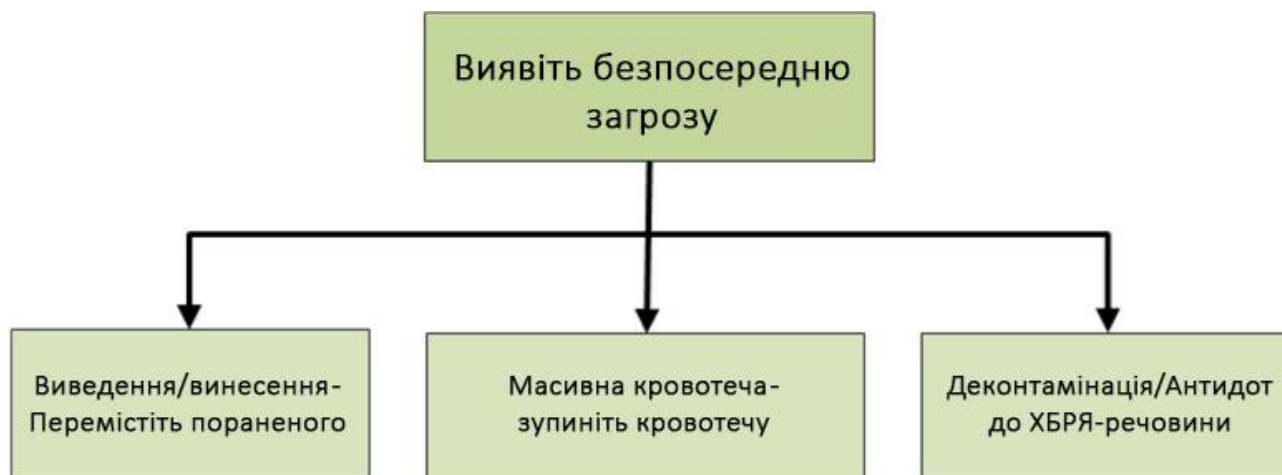 Виявіть безпосередню
загрозу
Виведення/винесення-
Перемістіть пораненого
Масивна кровотеча-
зупиніть кровотечу
Деконтамінація/Антидот
до ХБРЯ-речовини